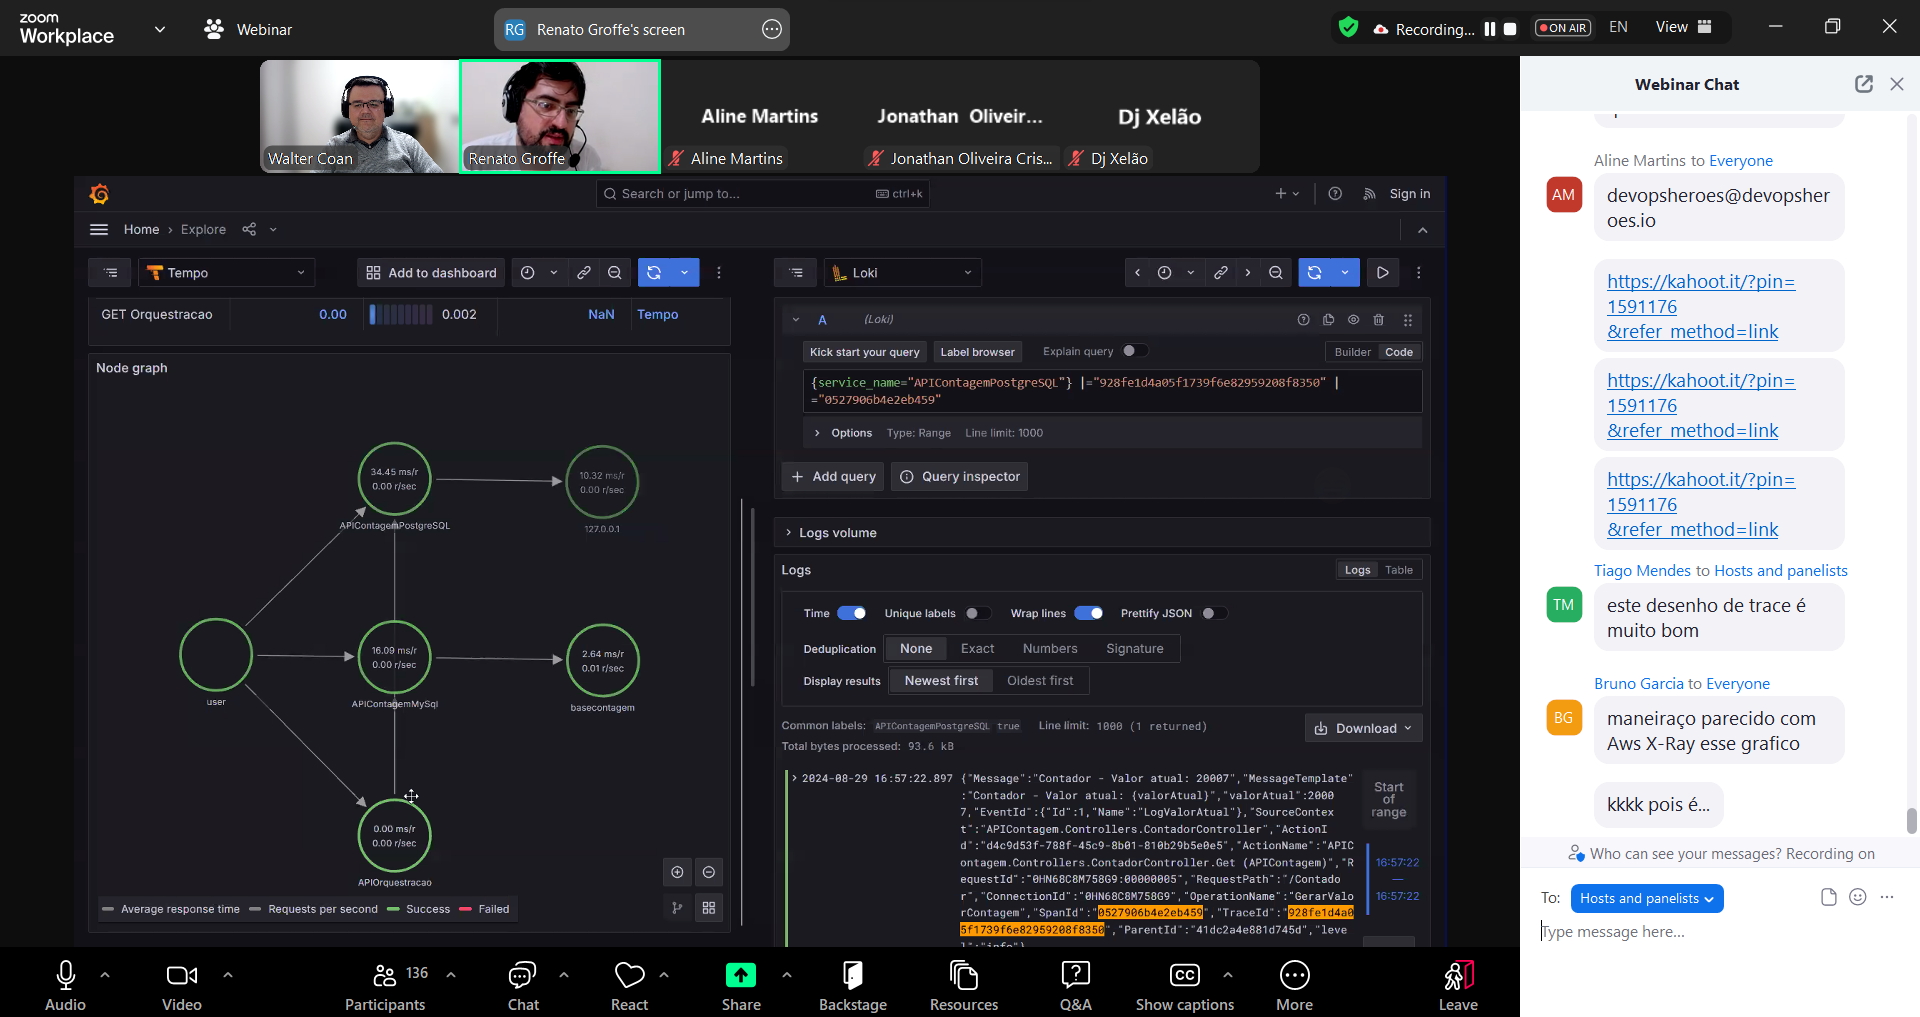 zoom
Workplace
Webinar
RG Renato Groffe's screen
Recording...
ON AIR
EN
View
Walter Coan
Renato Groffe
Aline Martins
Aline Martins
Jonathan Oliveir...
Jonathan Oliveira Cris...
Dj Xelão
Dj Xelão
Search or jump to...
ctrl+k
Sign in
Home › Explore
Tempo
Add to dashboard
GET Orquestracao 0.00 0.002 NaN Tempo
Node graph
34.45 ms/r
0.00 r/sec
APIContagemPostgreSQL
10.32 ms/r
0.00 r/sec
127.0.0.1
user
16.09 ms/r
0.00 r/sec
APIContagemMySql
2.64 ms/r
0.01 r/sec
basecontagem
0.00 ms/r
0.00 r/sec
APIOrquestracao
Average response time Requests per second Success Failed
Loki
A (Loki)
Kick start your query Label browser Explain query Builder Code
{service_name="APIContagemPostgreSQL"} |="928fe1d4a05f1739f6e82959208f8350" |
="0527906b4e2eb459"
Options Type: Range Line limit: 1000
+ Add query Query inspector
Logs volume
Logs
Logs Table
Time Unique labels Wrap lines Prettify JSON
Deduplication None Exact Numbers Signature
Display results Newest first Oldest first
Common labels: APIContagemPostgreSQL true Line limit: 1000 (1 returned)
Total bytes processed: 93.6 kB
Download
2024-08-29 16:57:22.897 {"Message":"Contador - Valor atual: 20007","MessageTemplate"
:"Contador - Valor atual: {valorAtual}","valorAtual":2000
7,"EventId":{"Id":1,"Name":"LogValorAtual"},"SourceContex
t":"APIContagem.Controllers.ContadorController","ActionI
d":"d4c9d53f-788f-45c9-8b01-810b29b5e0e5","ActionName":"APIC
ontagem.Controllers.ContadorController.Get (APIContagem)","R
equestId":"0HN68C8M758G9:00000005","RequestPath":"/Contado
r","ConnectionId":"0HN68C8M758G9","OperationName":"GerarValo
rContagem","SpanId":"0527906b4e2eb459","TraceId":"928fe1d4a0
5f1739f6e82959208f8350","ParentId":"41dc2a4e881d745d","leve
l":"info"}
Start
of
range
16:57:22
—
16:57:22
Webinar Chat
Aline Martins to Everyone
AM
devopsheroes@devopsher
oes.io
https://kahoot.it/?pin=
1591176
&refer_method=link
https://kahoot.it/?pin=
1591176
&refer_method=link
https://kahoot.it/?pin=
1591176
&refer_method=link
Tiago Mendes to Hosts and panelists
TM
este desenho de trace é
muito bom
Bruno Garcia to Everyone
BG
maneiraço parecido com
Aws X-Ray esse grafico
kkkk pois é...
Who can see your messages? Recording on
To: Hosts and panelists
Type message here...
Audio
Video
136
Participants
Chat
React
Share
Backstage
Resources
Q&A
CC
Show captions
More
Leave